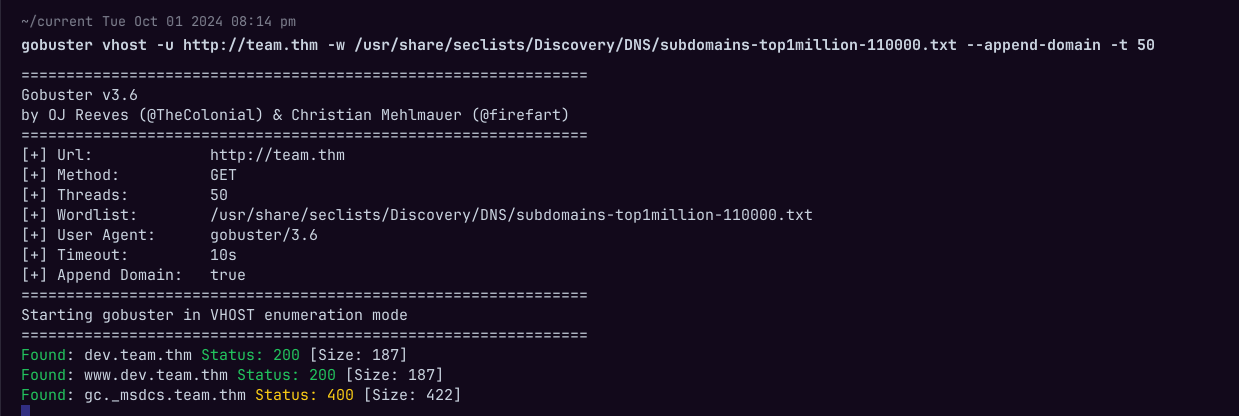 ~/current Tue Oct 01 2024 08:14 pm
gobuster vhost -u http://team.thm -w /usr/share/seclists/Discovery/DNS/subdomains-top1million-110000.txt --append-domain -t 50
===============================================================
Gobuster v3.6
by OJ Reeves (@TheColonial) & Christian Mehlmauer (@firefart)
===============================================================
[+] Url:             http://team.thm
[+] Method:          GET
[+] Threads:         50
[+] Wordlist:        /usr/share/seclists/Discovery/DNS/subdomains-top1million-110000.txt
[+] User Agent:      gobuster/3.6
[+] Timeout:         10s
[+] Append Domain:   true
===============================================================
Starting gobuster in VHOST enumeration mode
===============================================================
Found: dev.team.thm Status: 200 [Size: 187]
Found: www.dev.team.thm Status: 200 [Size: 187]
Found: gc._msdcs.team.thm Status: 400 [Size: 422]